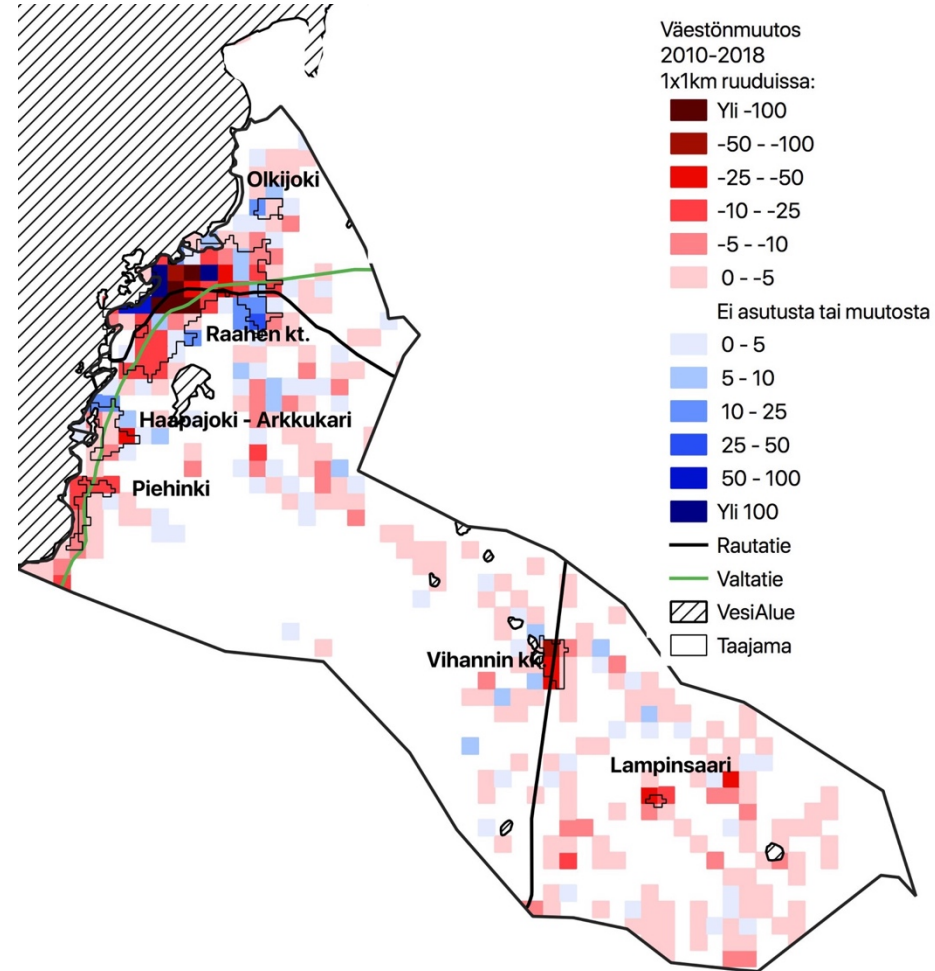 Väestönmuutos
2010-2018
1x1km ruuduissa:
Yli -100
-50 - -100
-25 - -50
-10 - -25
-5 - -10
0 - -5
Ei asutusta tai muutosta
0 - 5
5 - 10
10 - 25
25 - 50
50 - 100
Yli 100
Rautatie
Valtatie
VesiAlue
Taajama
Olkijoki
Raahen kt.
Haapajoki - Arkkukari
Piehinki
Vihannin kk.
Lampinsaari